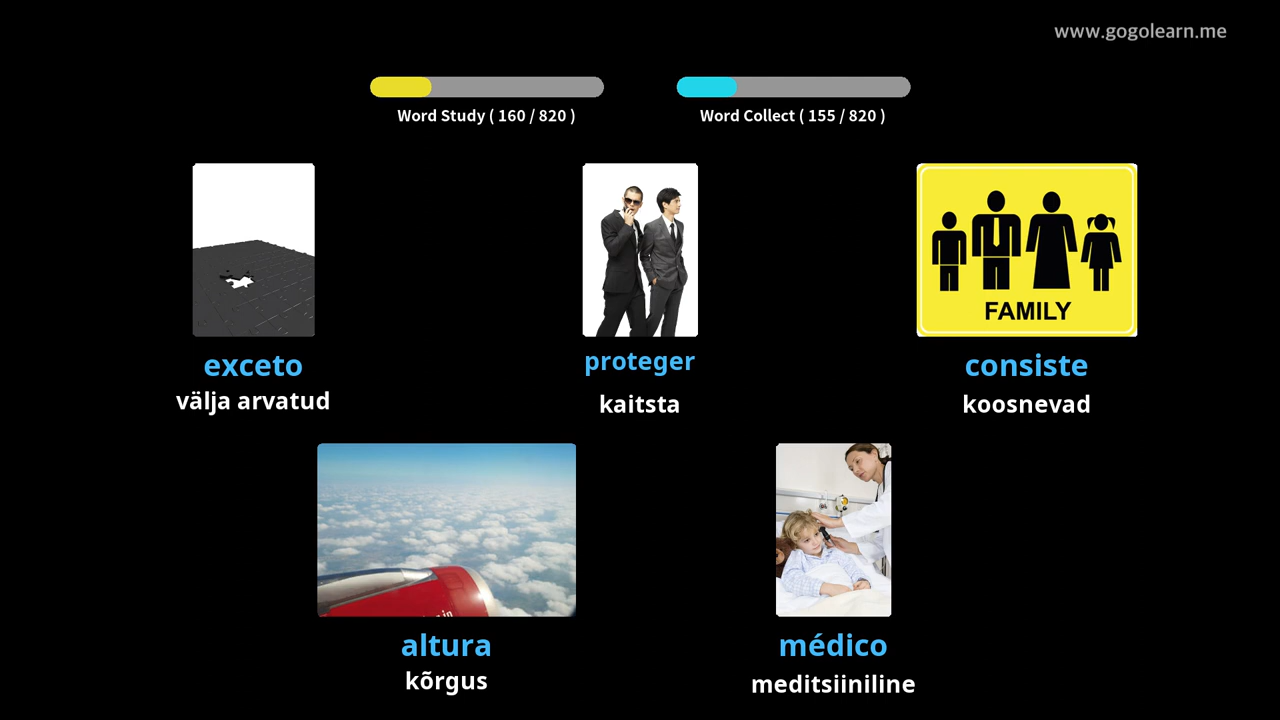 www.gogolearn.me
Word Study ( 160 / 820 )
Word Collect ( 155 / 820 )
FAMILY
exceto
välja arvatud
proteger
kaitsta
consiste
koosnevad
altura
kõrgus
médico
meditsiiniline